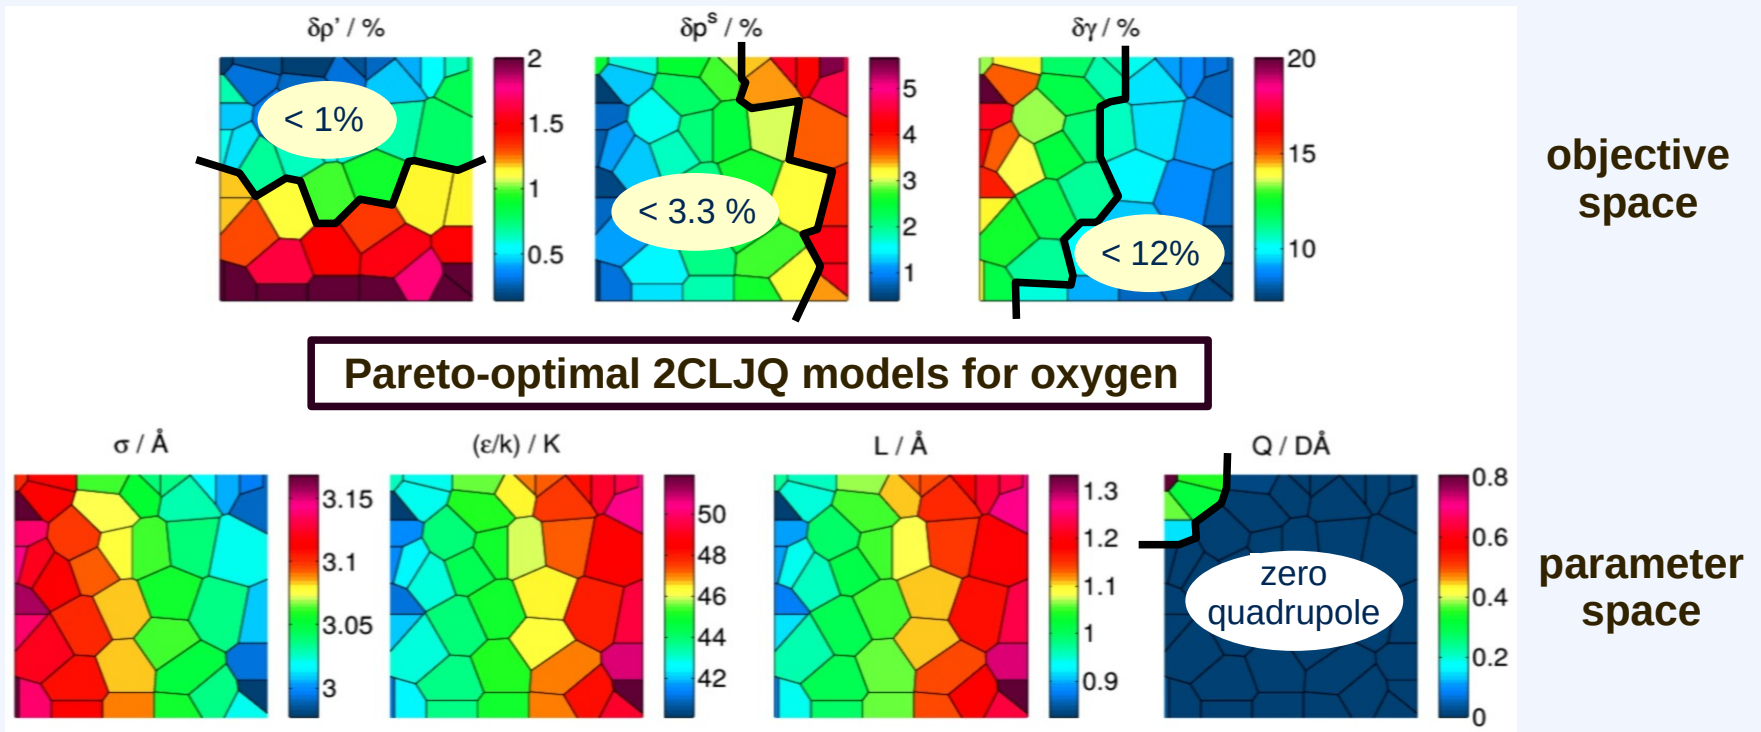 δρ' / %
δpˢ / %
δγ / %
2
1.5
1
0.5
< 1%
5
4
3
2
1
< 3.3 %
20
15
10
< 12%
objective
space
Pareto-optimal 2CLJQ models for oxygen
σ / Å
(ε/k) / K
L / Å
Q / DÅ
3.15
3.1
3.05
3
50
48
46
44
42
1.3
1.2
1.1
1
0.9
0.8
0.6
0.4
0.2
0
zero
quadrupole
parameter
space